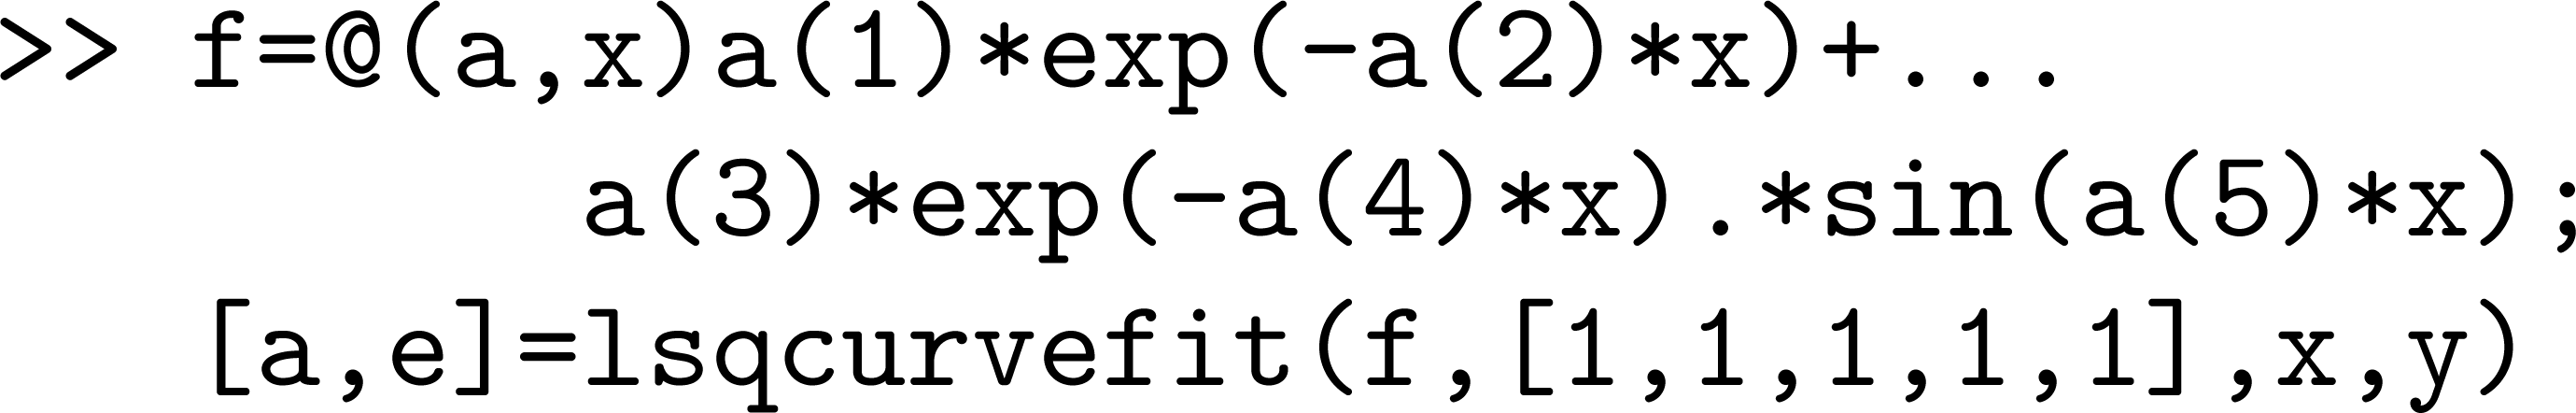 >> f=@(a,x)a(1)*exp(-a(2)*x)+...
a(3)*exp(-a(4)*x).*sin(a(5)*x);
[a,e]=lsqcurvefit(f,[1,1,1,1,1],x,y)